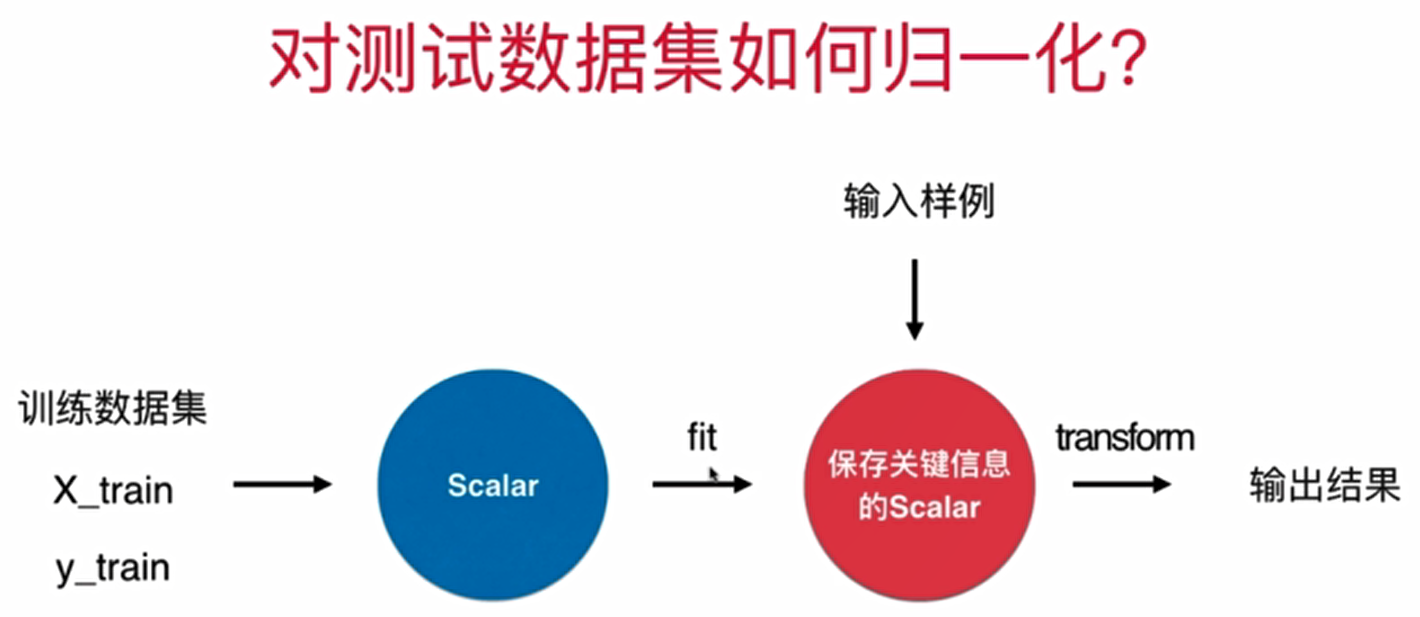 对测试数据集如何归一化?
输入样例
训练数据集
X_train
y_train
Scalar
fit
保存关键信息
的Scalar
transform
输出结果